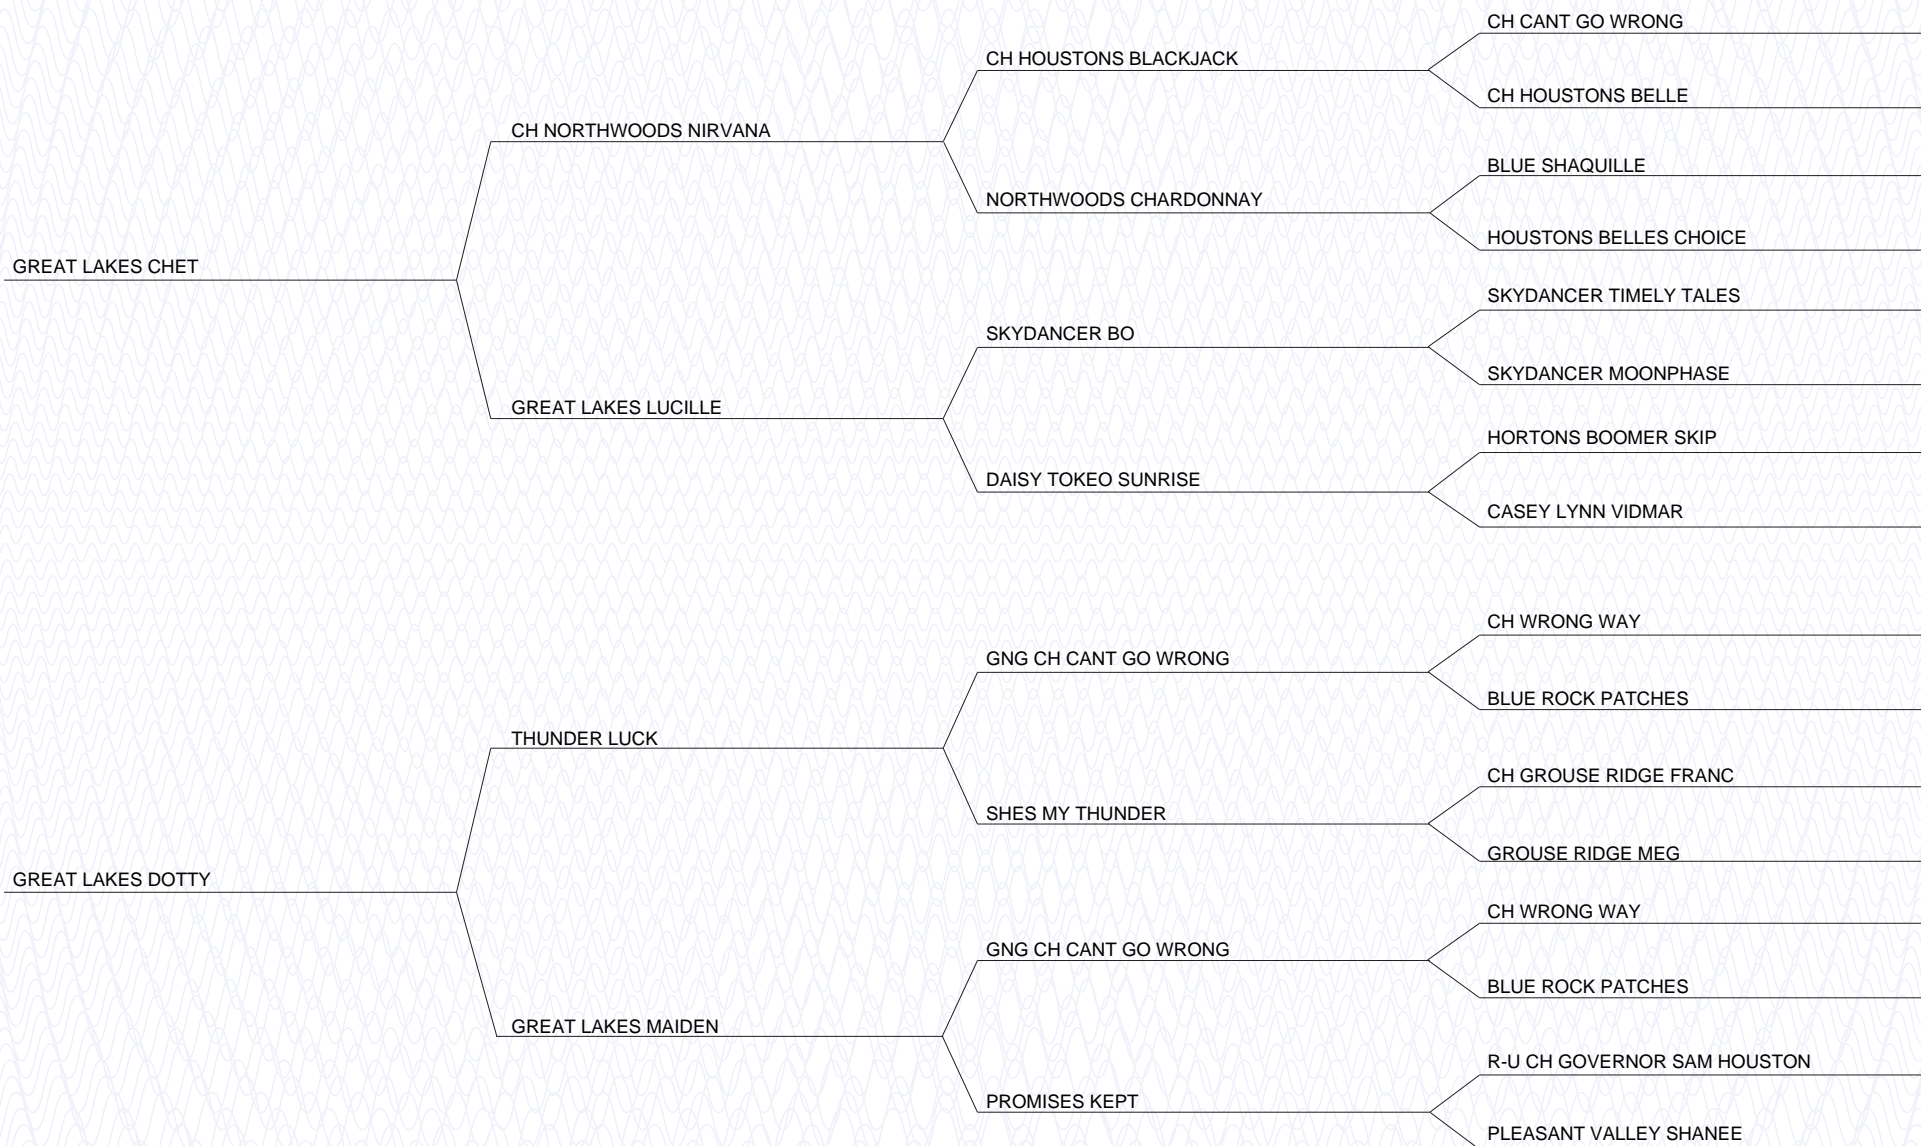 CH CANT GO WRONG
CH HOUSTONS BLACKJACK
CH HOUSTONS BELLE
CH NORTHWOODS NIRVANA
BLUE SHAQUILLE
NORTHWOODS CHARDONNAY
HOUSTONS BELLES CHOICE
GREAT LAKES CHET
SKYDANCER TIMELY TALES
SKYDANCER BO
SKYDANCER MOONPHASE
GREAT LAKES LUCILLE
HORTONS BOOMER SKIP
DAISY TOKEO SUNRISE
CASEY LYNN VIDMAR
CH WRONG WAY
GNG CH CANT GO WRONG
BLUE ROCK PATCHES
THUNDER LUCK
CH GROUSE RIDGE FRANC
SHES MY THUNDER
GROUSE RIDGE MEG
GREAT LAKES DOTTY
CH WRONG WAY
GNG CH CANT GO WRONG
BLUE ROCK PATCHES
GREAT LAKES MAIDEN
R-U CH GOVERNOR SAM HOUSTON
PROMISES KEPT
PLEASANT VALLEY SHANEE